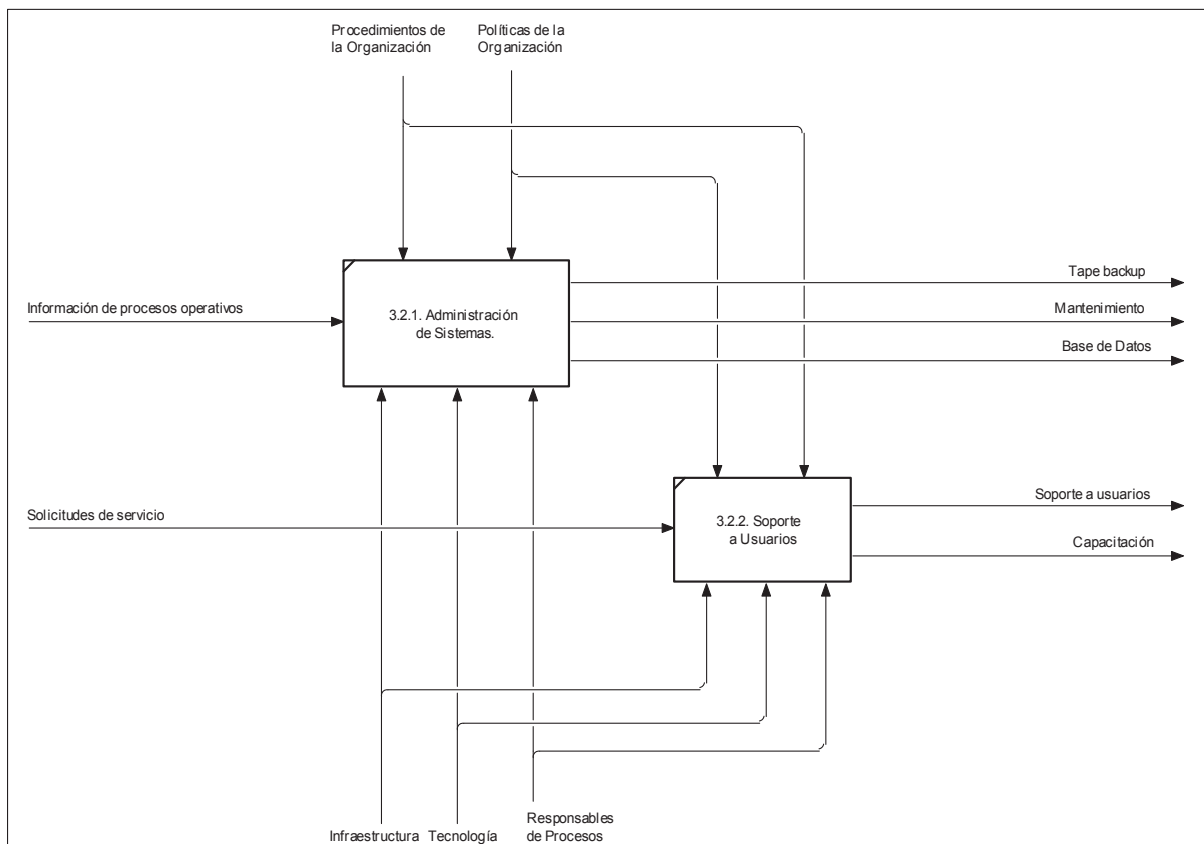 Procedimientos de
la Organización
Políticas de la
Organización
Tape backup
Información de procesos operativos
3.2.1. Administración
de Sistemas.
Mantenimiento
Base de Datos
Solicitudes de servicio
3.2.2. Soporte
a Usuarios
Soporte a usuarios
Capacitación
Infraestructura
Tecnología
Responsables
de Procesos